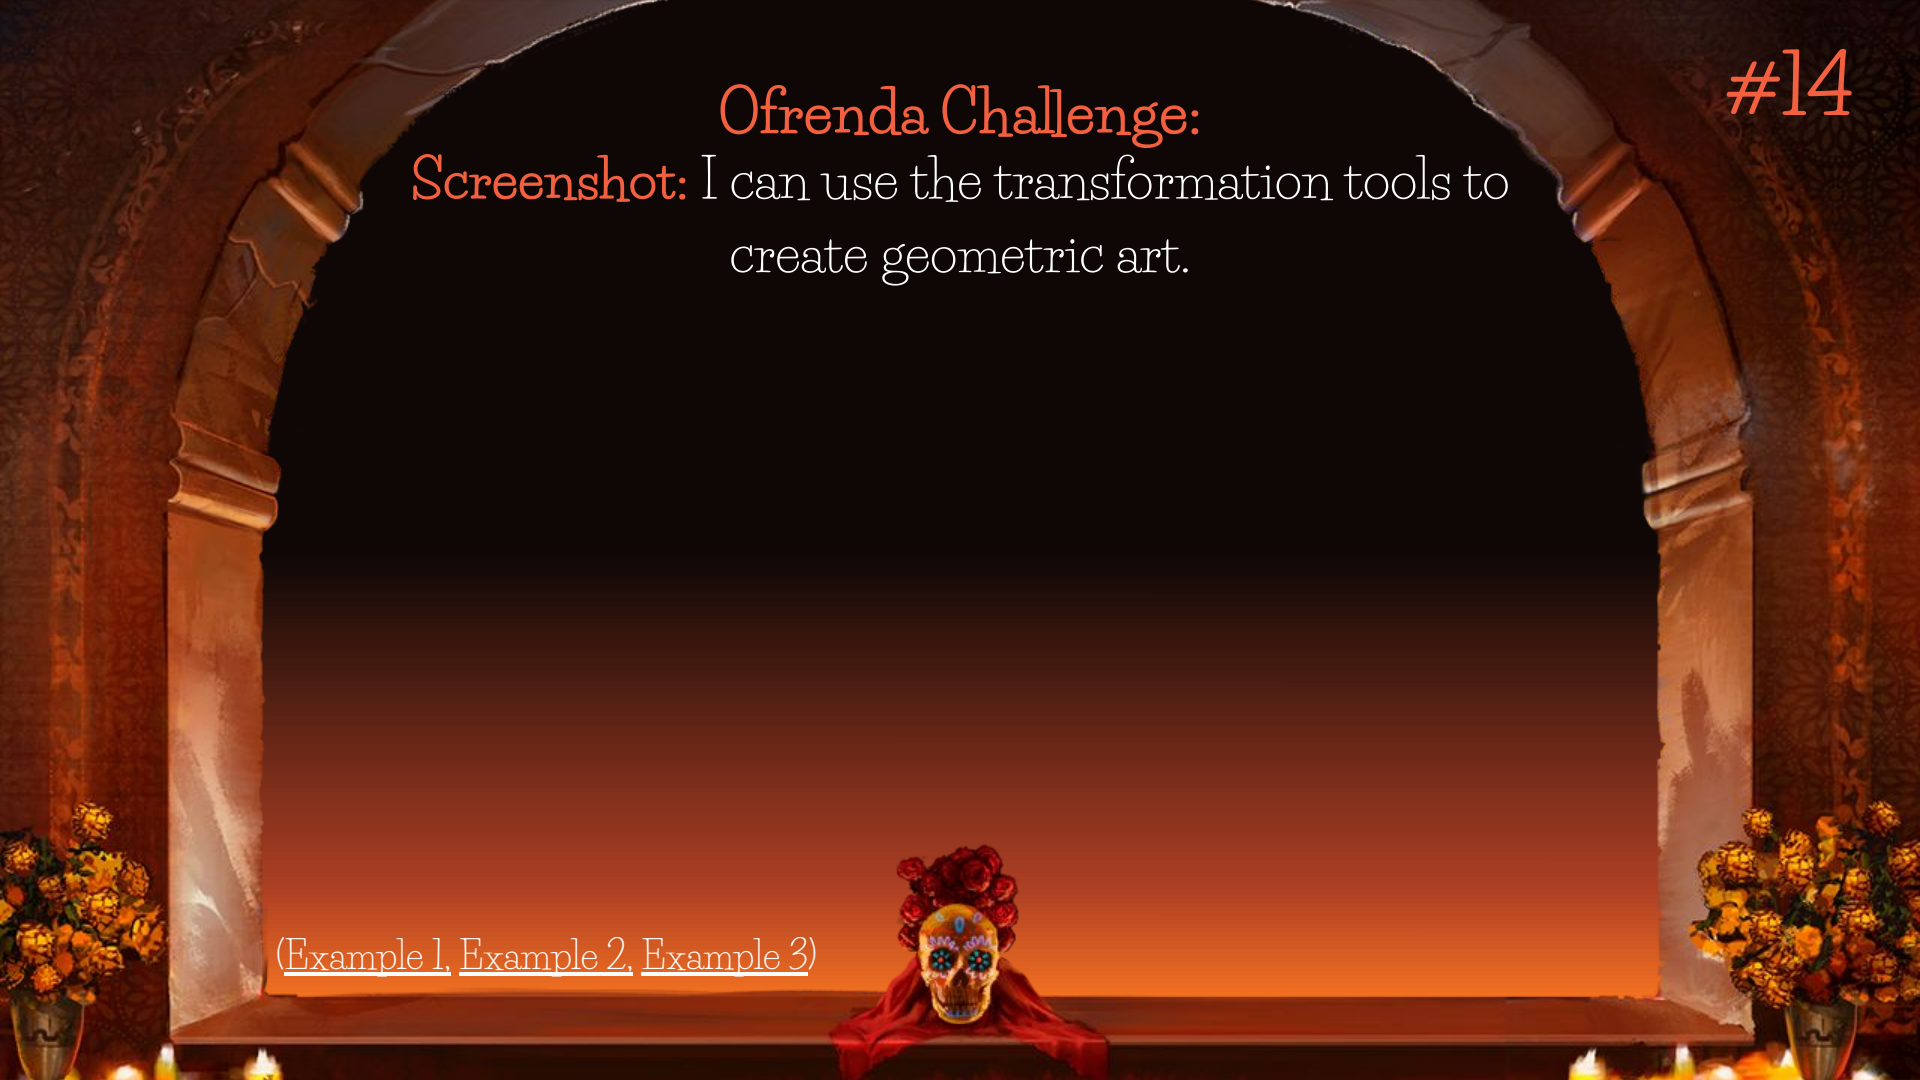 #14
Ofrenda Challenge:
Screenshot: I can use the transformation tools to
create geometric art.
(Example 1, Example 2, Example 3)